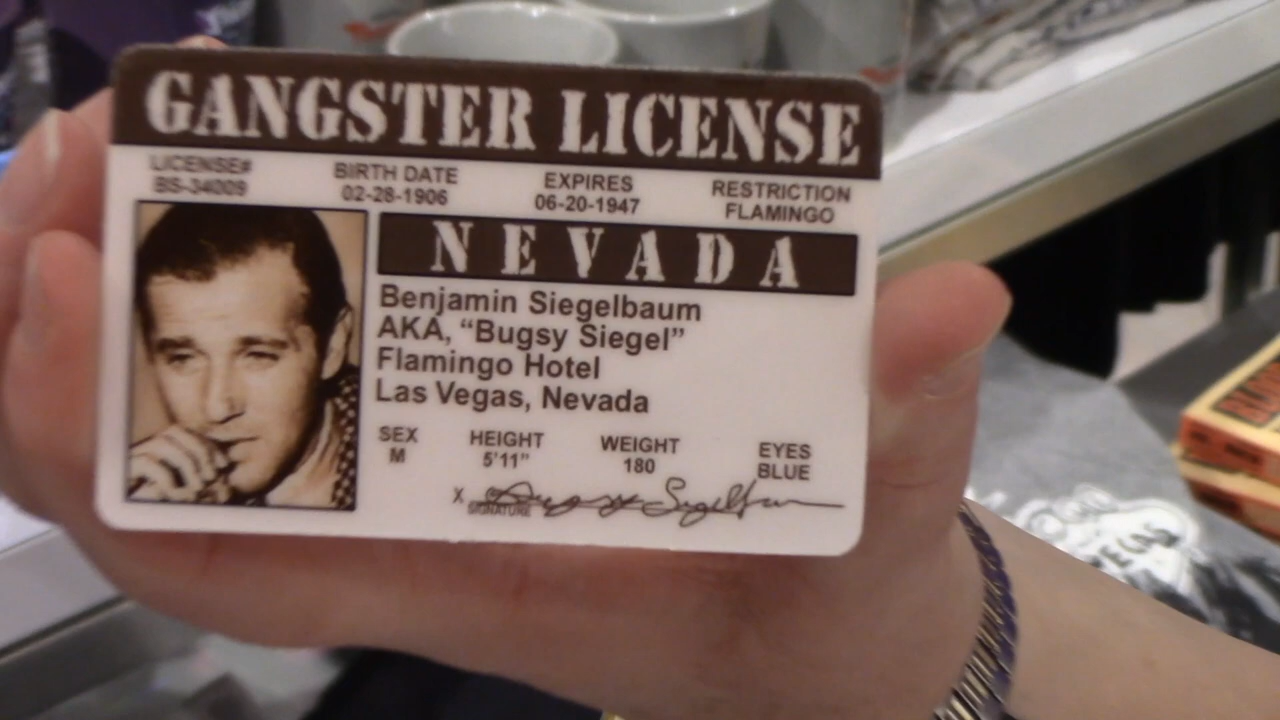 GANGSTER LICENSE
LICENSE# BIRTH DATE EXPIRES RESTRICTION
BS-34009 02-28-1906 06-20-1947 FLAMINGO
NEVADA
Benjamin Siegelbaum
AKA, “Bugsy Siegel”
Flamingo Hotel
Las Vegas, Nevada
SEX HEIGHT WEIGHT EYES
M 5'11” 180 BLUE
X
SIGNATURE